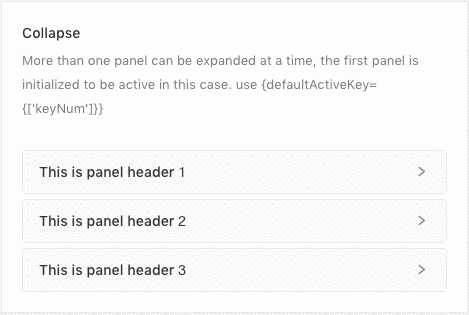 Collapse
More than one panel can be expanded at a time, the first panel is
initialized to be active in this case. use {defaultActiveKey=
{['keyNum']}}
This is panel header 1
This is panel header 2
This is panel header 3